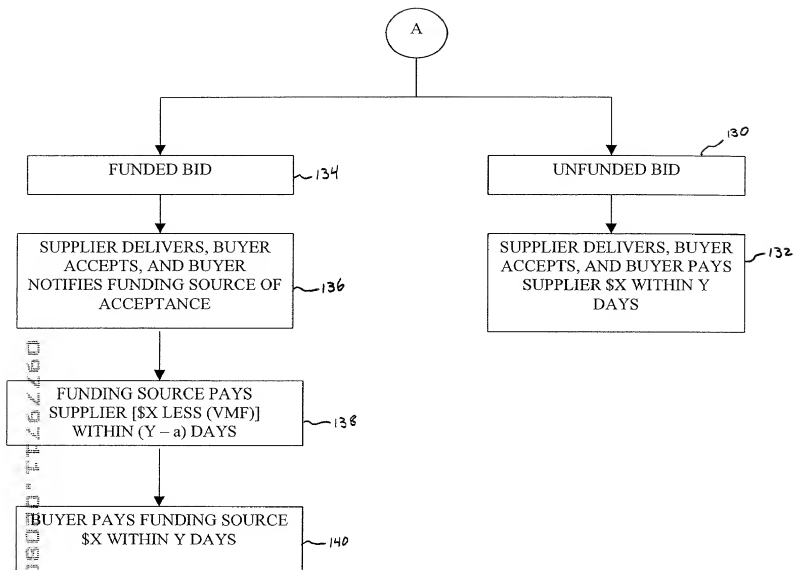 A
130
FUNDED BID
134
UNFUNDED BID
SUPPLIER DELIVERS, BUYER
ACCEPTS, AND BUYER
NOTIFIES FUNDING SOURCE OF
ACCEPTANCE
136
SUPPLIER DELIVERS, BUYER
ACCEPTS, AND BUYER PAYS
SUPPLIER $X WITHIN Y
DAYS
132
FUNDING SOURCE PAYS
SUPPLIER [$X LESS (VMF)]
WITHIN (Y – a) DAYS
138
BUYER PAYS FUNDING SOURCE
$X WITHIN Y DAYS
140